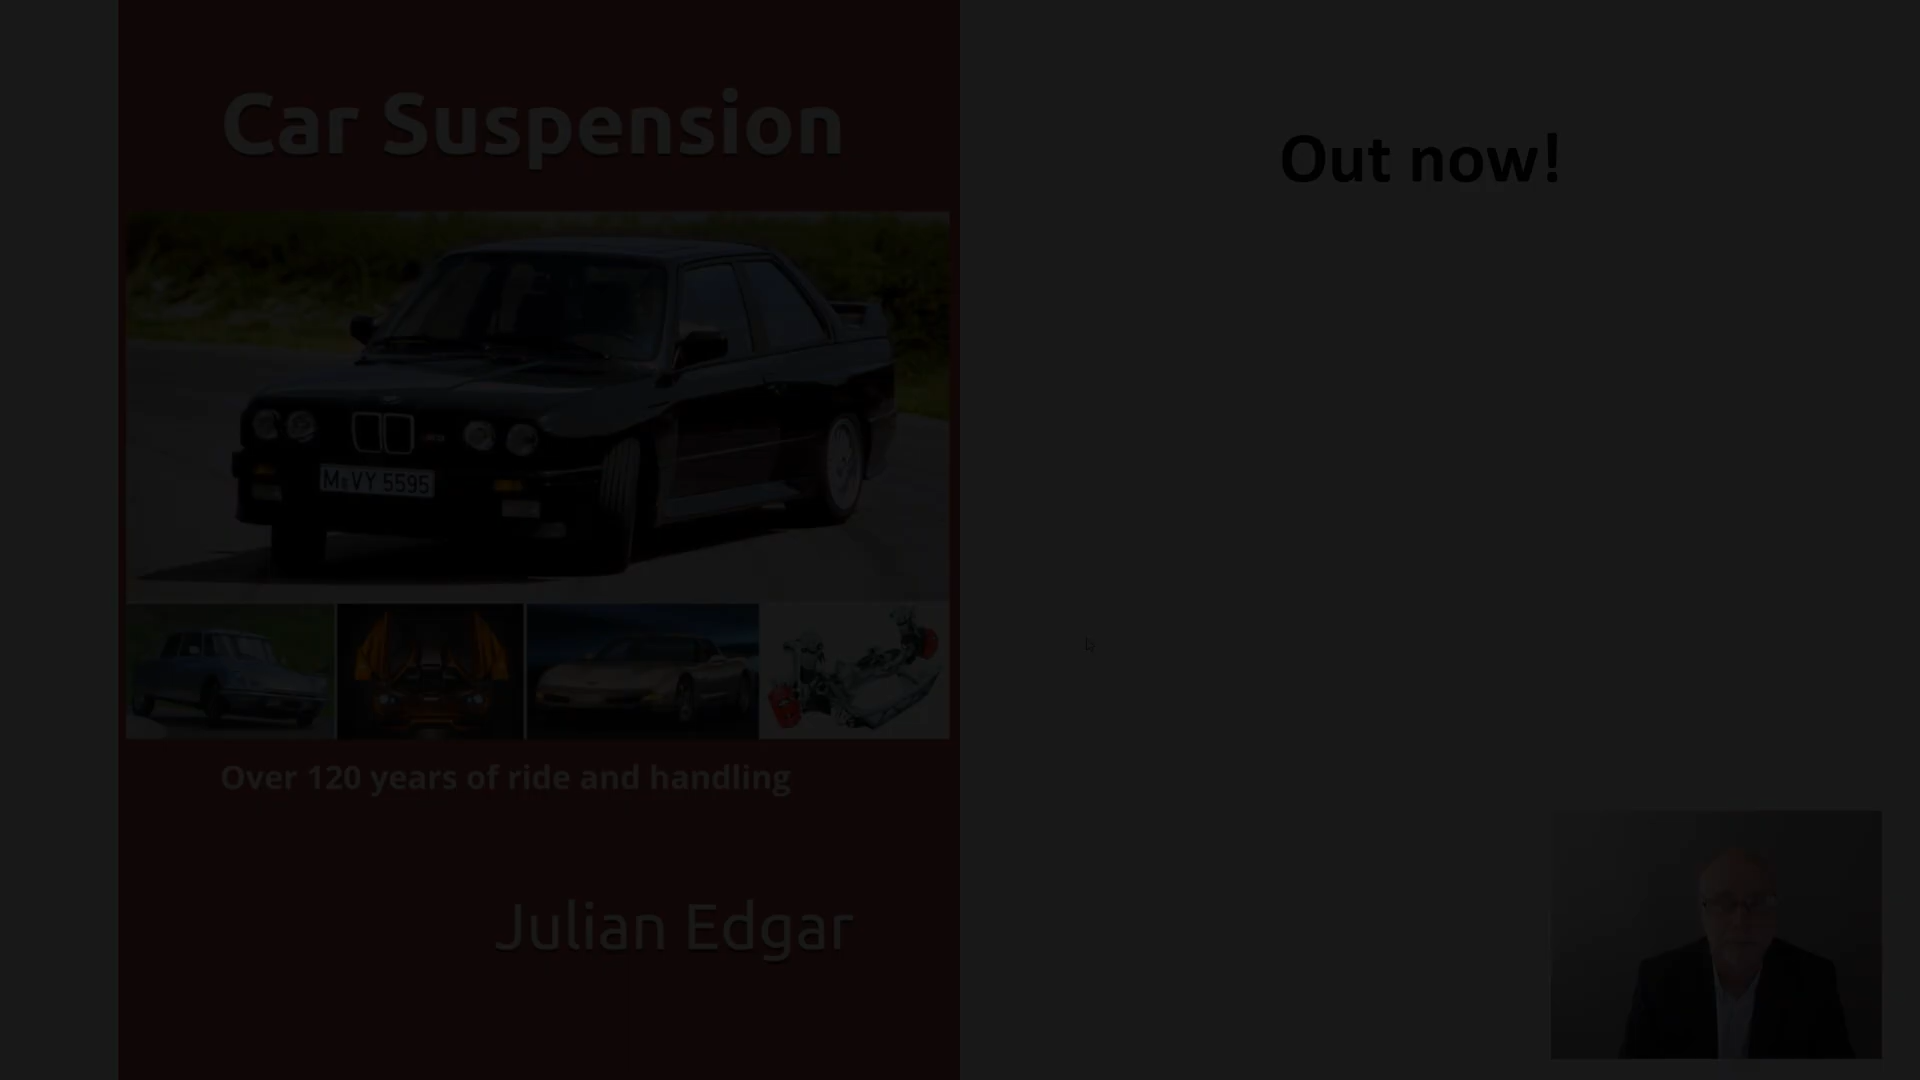 Car Suspension
Out now!
M VY 5595
Over 120 years of ride and handling
Julian Edgar